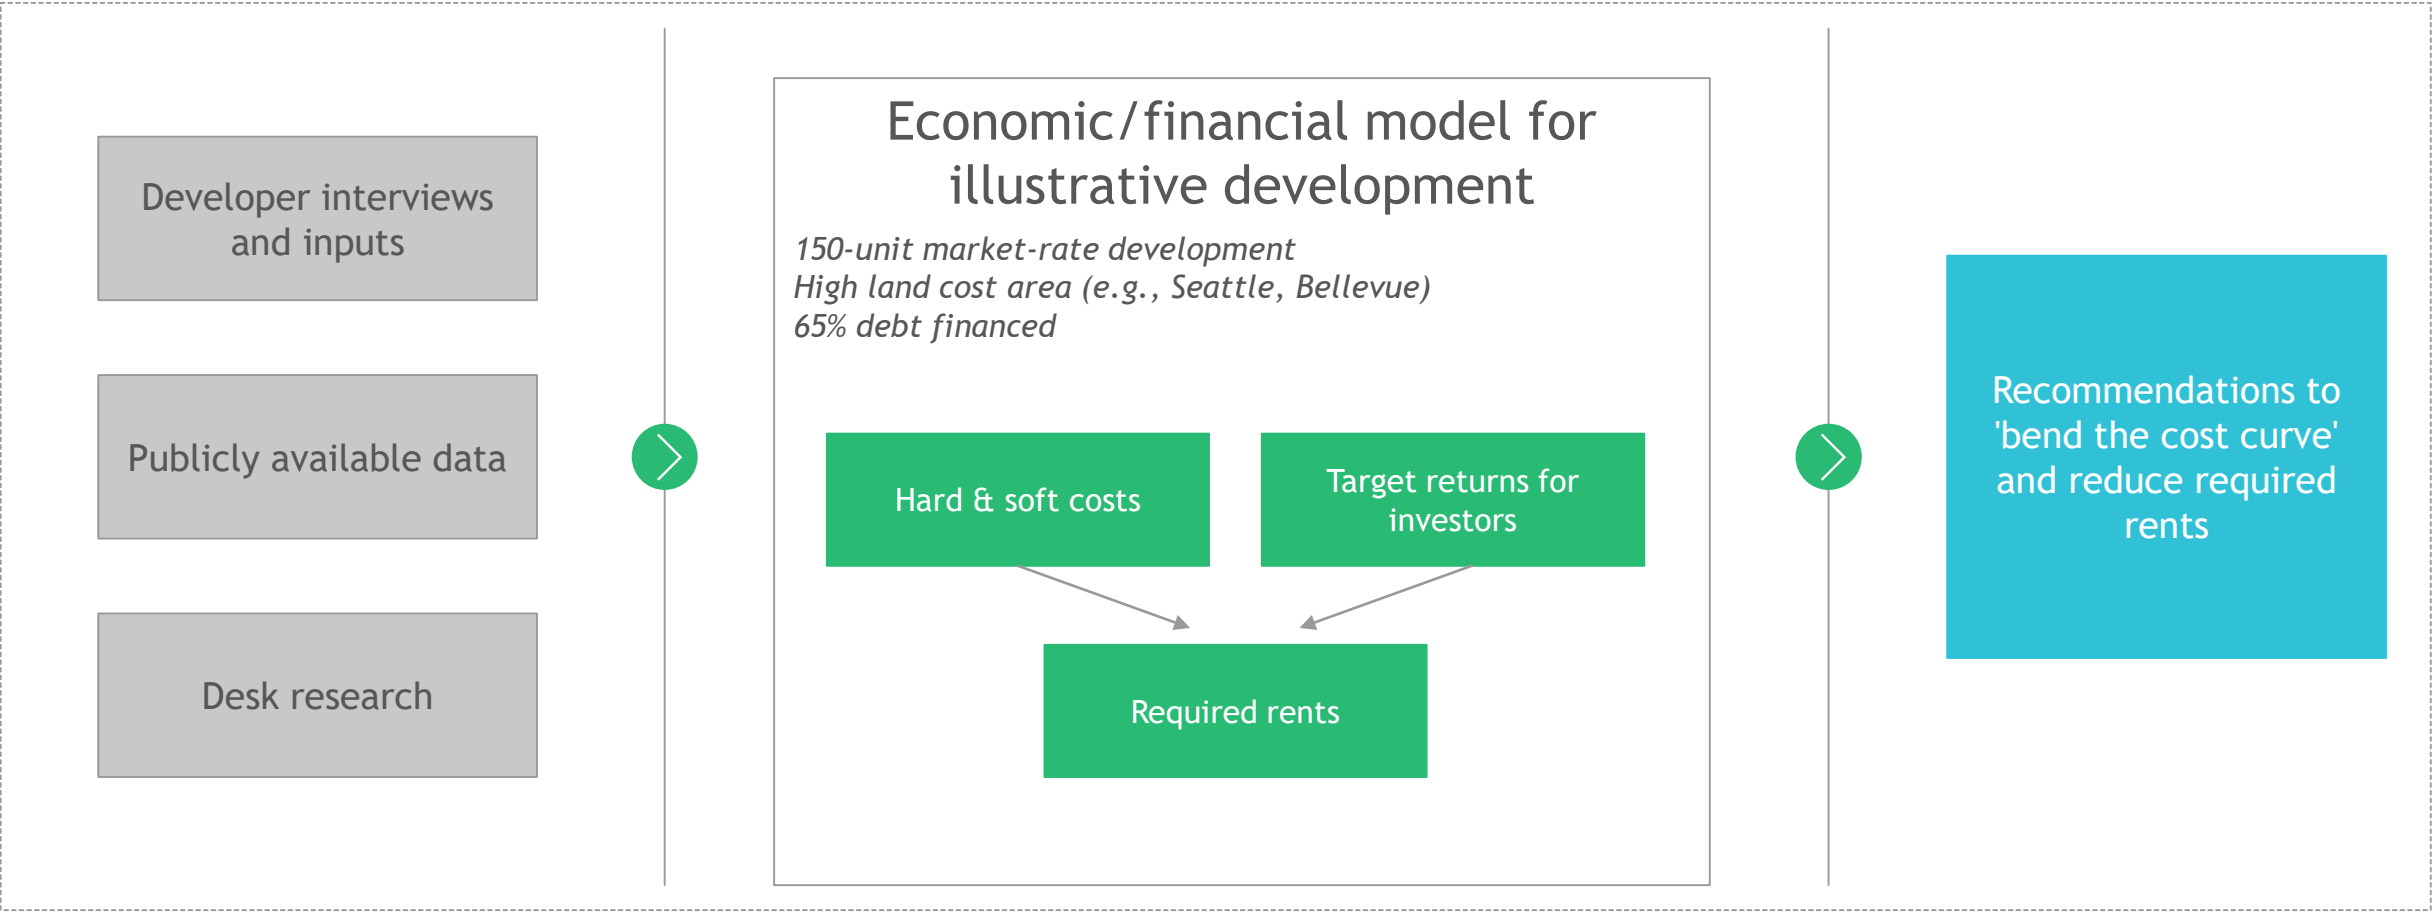 Developer interviews
and inputs
Publicly available data
Desk research
Economic/financial model for
illustrative development
150-unit market-rate development
High land cost area (e.g., Seattle, Bellevue)
65% debt financed
Hard & soft costs
Target returns for
investors
Required rents
Recommendations to
'bend the cost curve'
and reduce required
rents